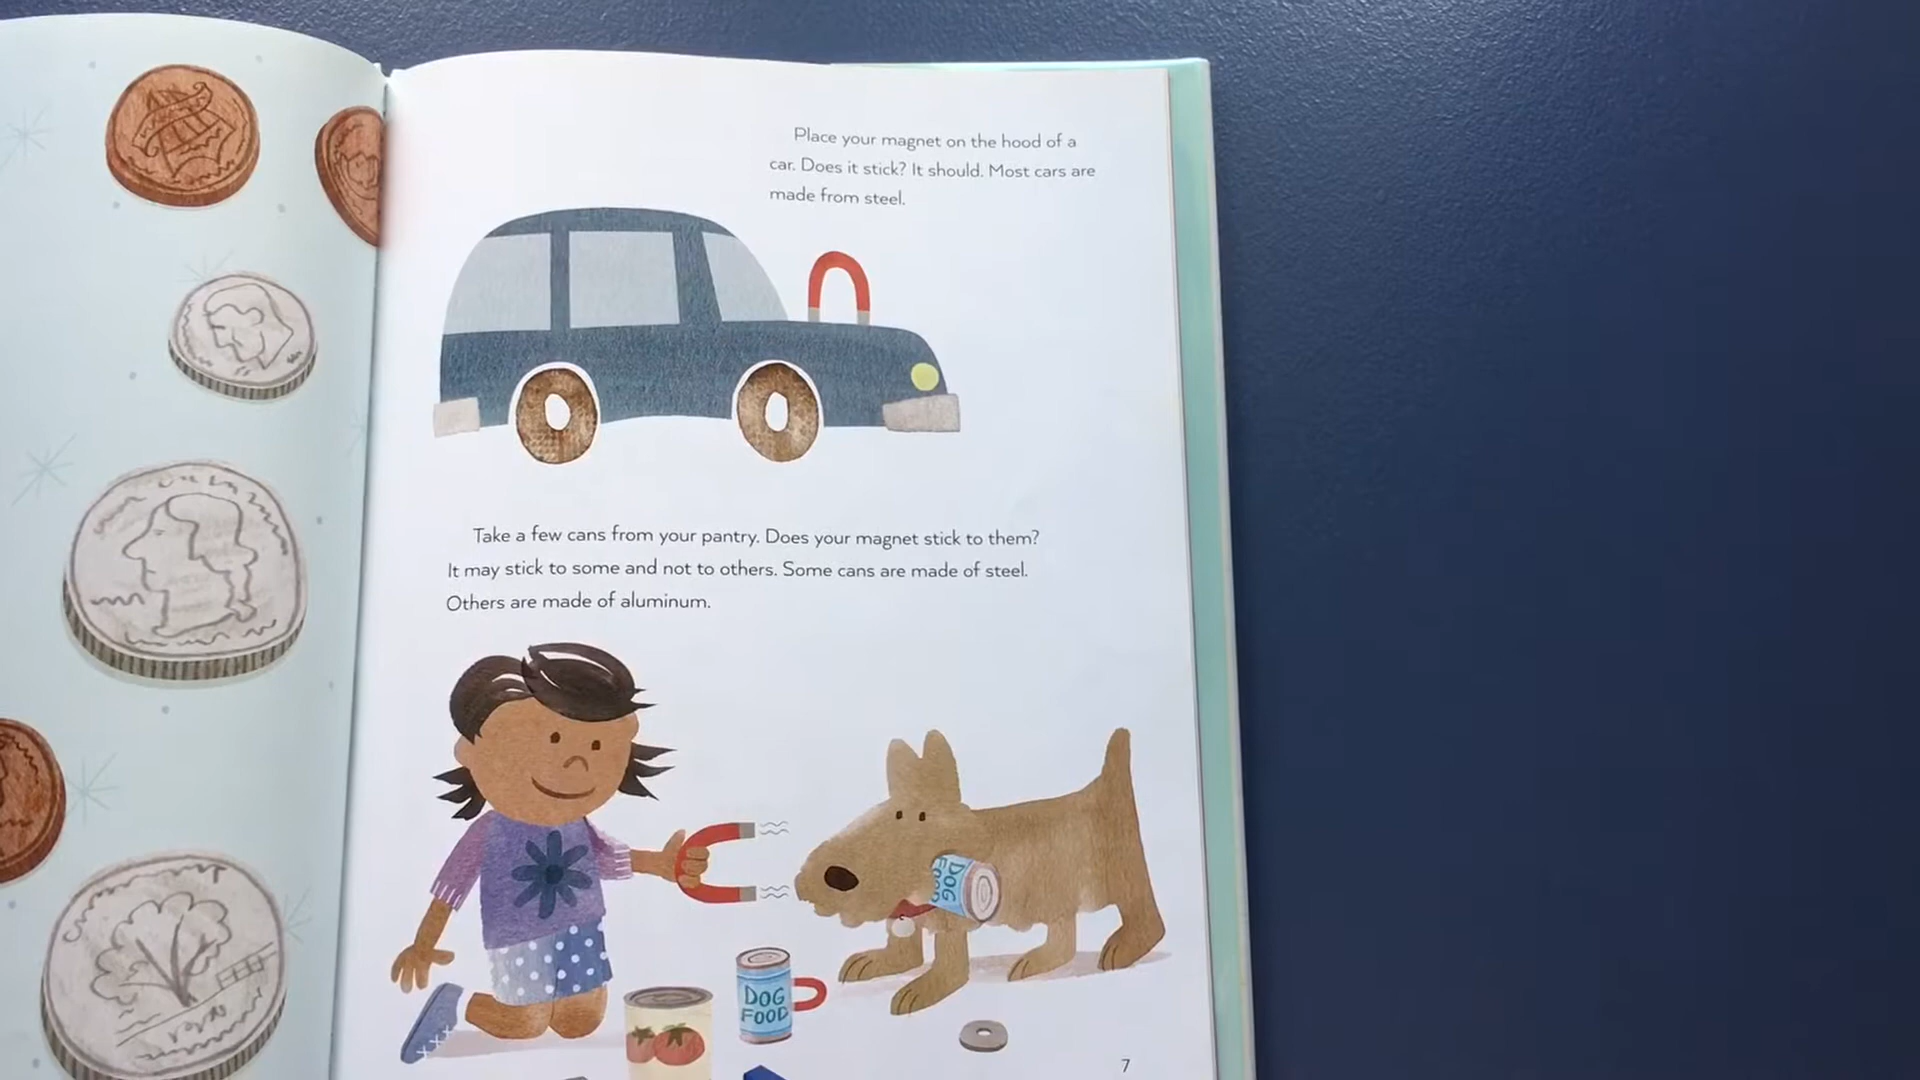 Place your magnet on the hood of a
car. Does it stick? It should. Most cars are
made from steel.
Take a few cans from your pantry. Does your magnet stick to them?
It may stick to some and not to others. Some cans are made of steel.
Others are made of aluminum.
DOG
FOOD
DOG
FOOD
7